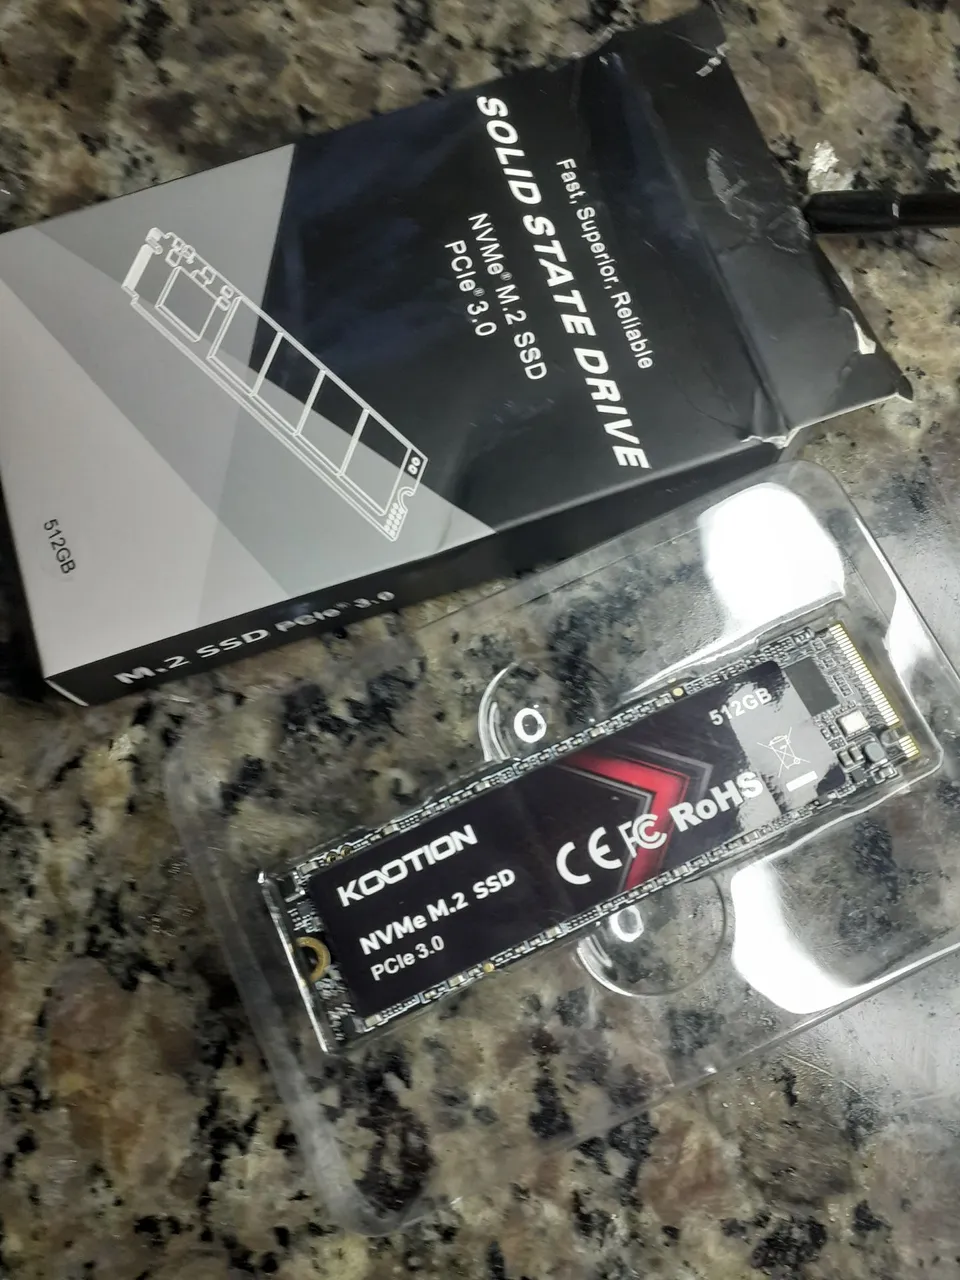 Fast, Superior, Reliable
SOLID STATE DRIVE
NVMe® M.2 SSD
PCIe® 3.0
512GB
M.2 SSD PCIe® 3.0
512GB
KOOTION
NVMe M.2 SSD
PCIe 3.0
CE FC RoHS